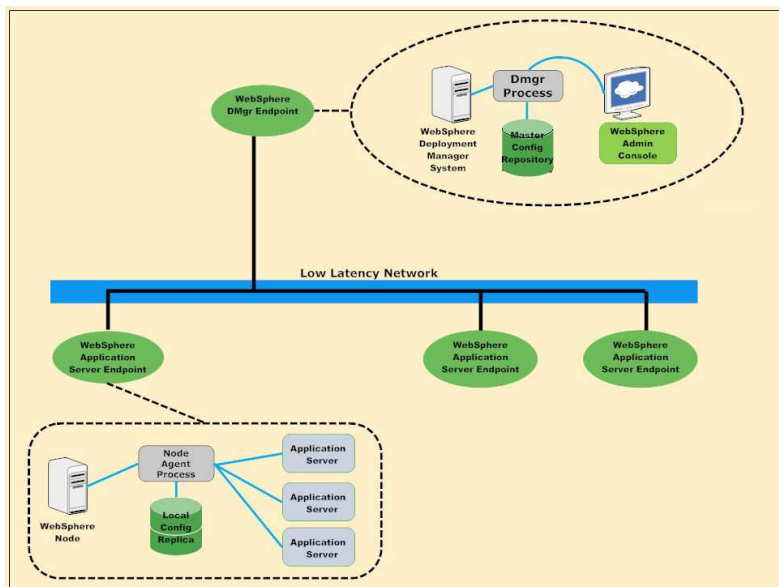 WebSphere
DMgr Endpoint
Dmgr
Process
WebSphere
Deployment
Manager
System
Master
Config
Repository
WebSphere
Admin
Console
Low Latency Network
WebSphere
Application
Server Endpoint
WebSphere
Application
Server Endpoint
WebSphere
Application
Server Endpoint
WebSphere
Node
Node
Agent
Process
Local
Config
Replica
Application
Server
Application
Server
Application
Server